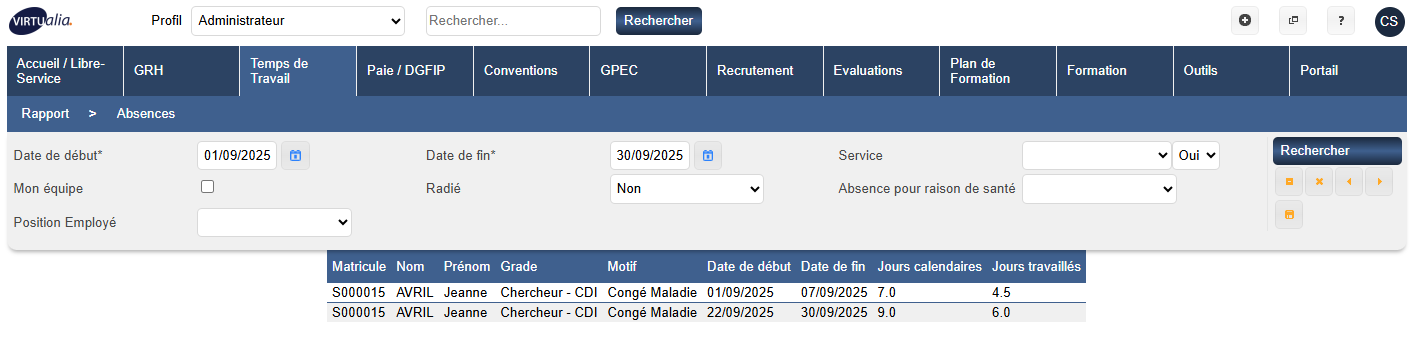 VIRTUalia.
Profil Administrateur Rechercher... Rechercher ? CS
Accueil / Libre-Service GRH Temps de Travail Paie / DGFIP Conventions GPEC Recrutement Evaluations Plan de Formation Formation Outils Portail
Rapport > Absences
Date de début* 01/09/2025 Date de fin* 30/09/2025 Service Oui Rechercher
Mon équipe Radié Non Absence pour raison de santé
Position Employé
Matricule Nom Prénom Grade Motif Date de début Date de fin Jours calendaires Jours travaillés
S000015 AVRIL Jeanne Chercheur - CDI Congé Maladie 01/09/2025 07/09/2025 7.0 4.5
S000015 AVRIL Jeanne Chercheur - CDI Congé Maladie 22/09/2025 30/09/2025 9.0 6.0